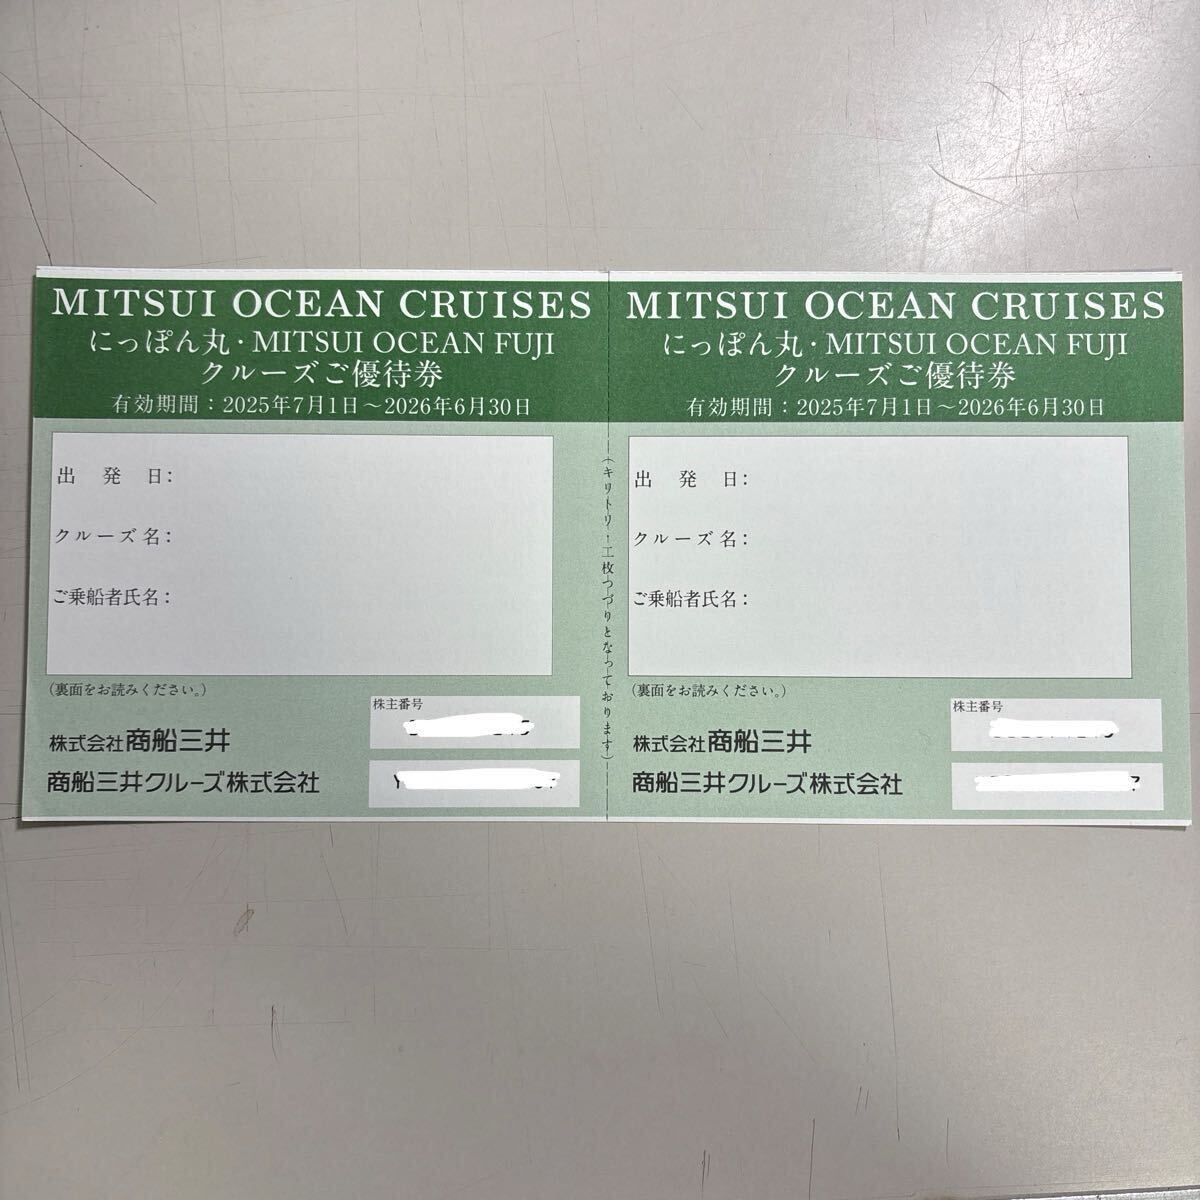 MITSUI OCEAN CRUISES
にっぽん丸・MITSUI OCEAN FUJI
クルーズご優待券
有効期間：2025年7月1日～2026年6月30日
出発日：
クルーズ名：
ご乗船者氏名：
(裏面をお読みください。)
株主番号
株式会社商船三井
商船三井クルーズ株式会社
(キリトリ・二枚つづりとなっております)
MITSUI OCEAN CRUISES
にっぽん丸・MITSUI OCEAN FUJI
クルーズご優待券
有効期間：2025年7月1日～2026年6月30日
出発日：
クルーズ名：
ご乗船者氏名：
(裏面をお読みください。)
株主番号
株式会社商船三井
商船三井クルーズ株式会社